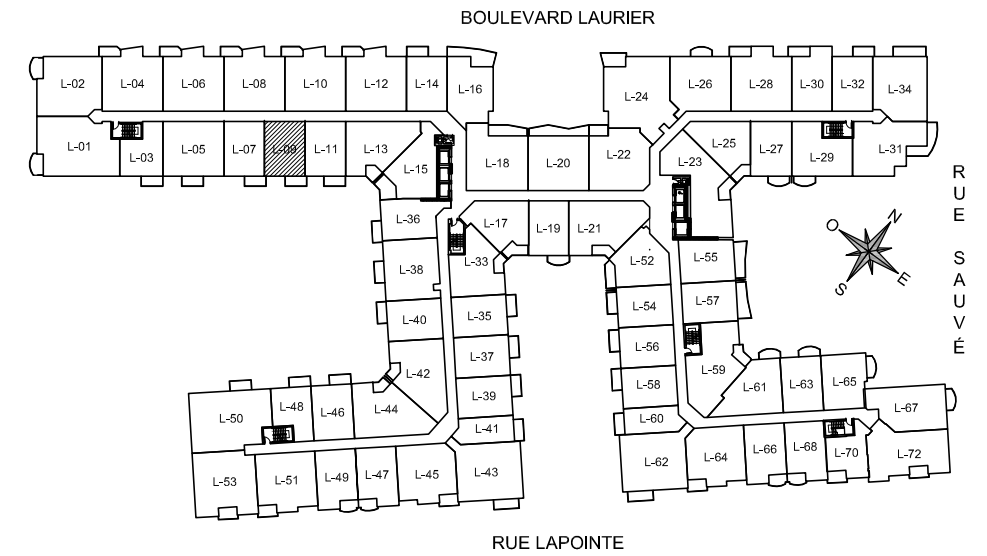 BOULEVARD LAURIER
L-02
L-04
L-06
L-08
L-10
L-12
L-14
L-16
L-24
L-26
L-28
L-30
L-32
L-34
L-01
L-03
L-05
L-07
L-09
L-11
L-13
L-15
L-18
L-20
L-22
L-23
L-25
L-27
L-29
L-31
L-36
L-17
L-19
L-21
L-38
L-33
L-52
L-55
L-40
L-35
L-54
L-57
L-42
L-37
L-56
L-59
L-39
L-58
L-61
L-63
L-65
L-50
L-48
L-46
L-44
L-41
L-60
L-67
L-53
L-51
L-49
L-47
L-45
L-43
L-62
L-64
L-66
L-68
L-70
L-72
RUE SAUVÉ
N
O
E
S
RUE LAPOINTE